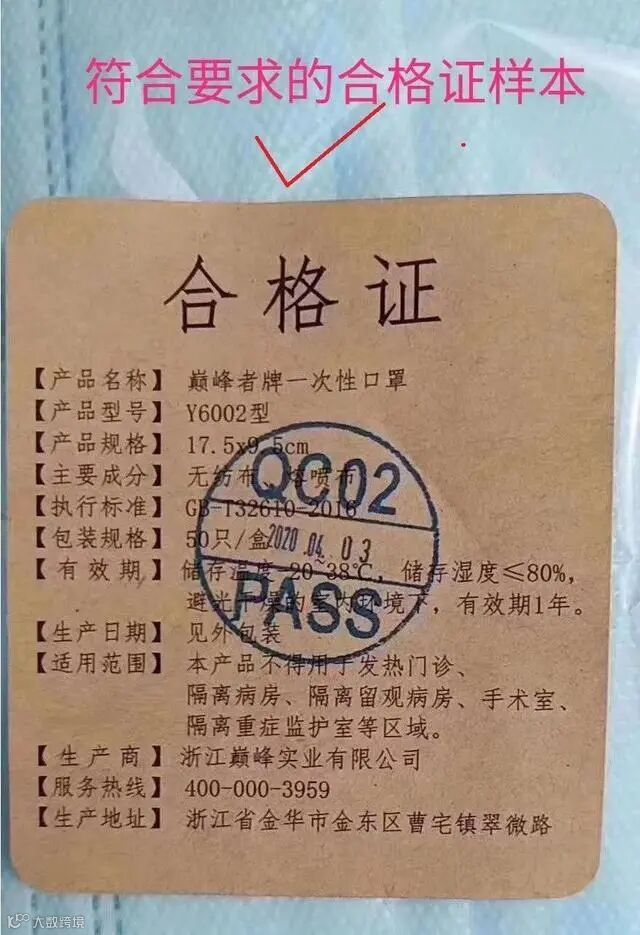 符合要求的合格证样本
合格证
【产品名称】 巅峰者牌一次性口罩
【产品型号】 Y6002型
【产品规格】 17.5x9.5cm
【主要成分】 无纺布、熔喷布
【执行标准】 GB-T32610-2016
【包装规格】 50只/盒
【有效期】 储存温度-20~38℃，储存湿度≤80%，
避光干燥的室内环境下，有效期1年。
【生产日期】 见外包装
【适用范围】 本产品不得用于发热门诊、
隔离病房、隔离留观病房、手术室、
隔离重症监护室等区域。
【生产商】 浙江巅峰实业有限公司
【服务热线】 400-000-3959
【生产地址】 浙江省金华市金东区曹宅镇翠微路
QC02
2020.04.03
PASS
大数跨境